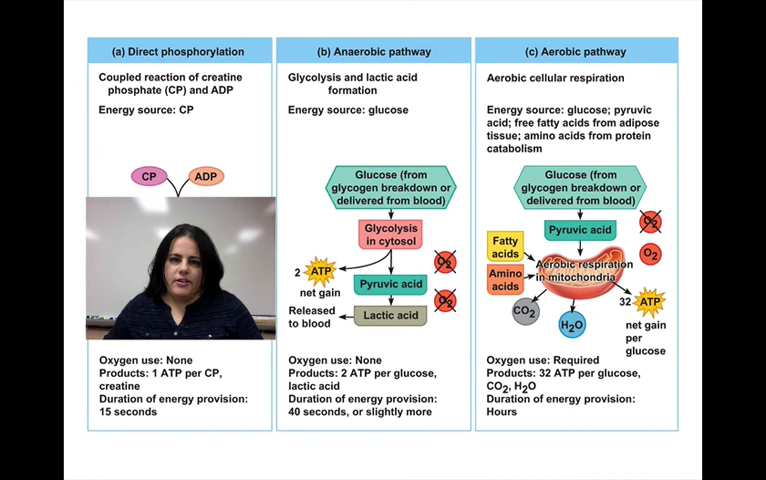 (a) Direct phosphorylation
Coupled reaction of creatine
phosphate (CP) and ADP
Energy source: CP
CP
ADP
Oxygen use: None
Products: 1 ATP per CP,
creatine
Duration of energy provision:
15 seconds
(b) Anaerobic pathway
Glycolysis and lactic acid
formation
Energy source: glucose
Glucose (from
glycogen breakdown or
delivered from blood)
Glycolysis
in cytosol
O2
2 ATP
net gain
Pyruvic acid
O2
Released
to blood
Lactic acid
Oxygen use: None
Products: 2 ATP per glucose,
lactic acid
Duration of energy provision:
40 seconds, or slightly more
(c) Aerobic pathway
Aerobic cellular respiration
Energy source: glucose; pyruvic
acid; free fatty acids from adipose
tissue; amino acids from protein
catabolism
Glucose (from
glycogen breakdown or
delivered from blood)
O2
Pyruvic acid
Fatty
acids
O2
Aerobic respiration
in mitochondria
Amino
acids
32 ATP
CO2
H2O
net gain
per
glucose
Oxygen use: Required
Products: 32 ATP per glucose,
CO2, H2O
Duration of energy provision:
Hours